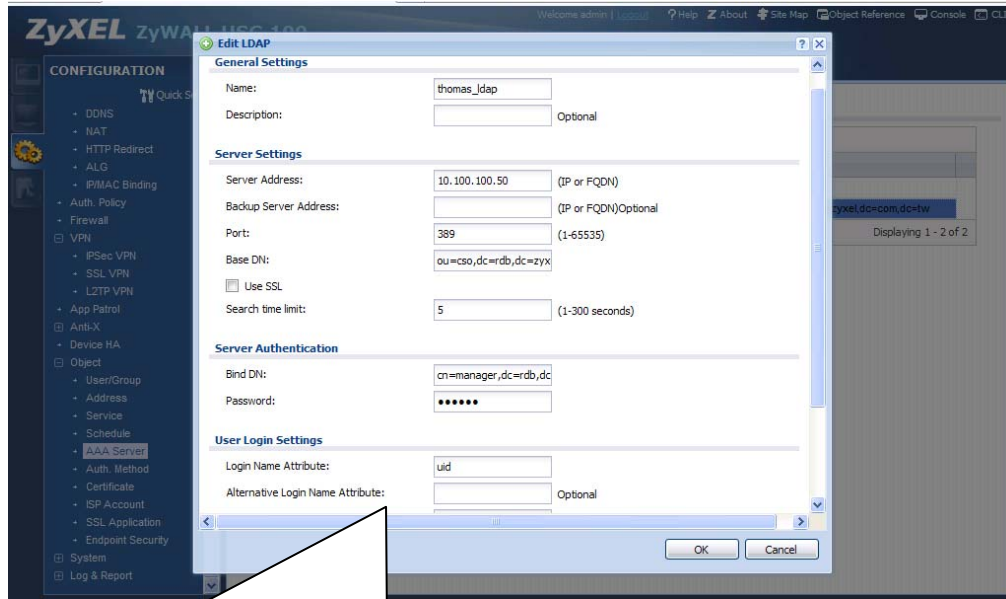 Welcome admin | Logout ?Help Z About Site Map Object Reference Console CLI
ZyXEL ZyWALL USG 100
CONFIGURATION
Quick
+ DDNS
+ NAT
+ HTTP Redirect
+ ALG
+ IP/MAC Binding
+ Auth. Policy
+ Firewall
VPN
+ IPSec VPN
+ SSL VPN
+ L2TP VPN
+ App Patrol
Anti-X
+ Device HA
Object
+ User/Group
+ Address
+ Service
+ Schedule
+ AAA Server
+ Auth. Method
+ Certificate
+ ISP Account
+ SSL Application
+ Endpoint Security
System
Log & Report
Edit LDAP
General Settings
Name: thomas_ldap
Description: Optional
Server Settings
Server Address: 10.100.100.50 (IP or FQDN)
Backup Server Address: (IP or FQDN)Optional
Port: 389 (1-65535)
Base DN: ou=cso,dc=rdb,dc=zyx
Use SSL
Search time limit: 5 (1-300 seconds)
Server Authentication
Bind DN: cn=manager,dc=rdb,dc
Password: ••••••
User Login Settings
Login Name Attribute: uid
Alternative Login Name Attribute: Optional
OK Cancel
zyxel,dc=com,dc=tw
Displaying 1 - 2 of 2